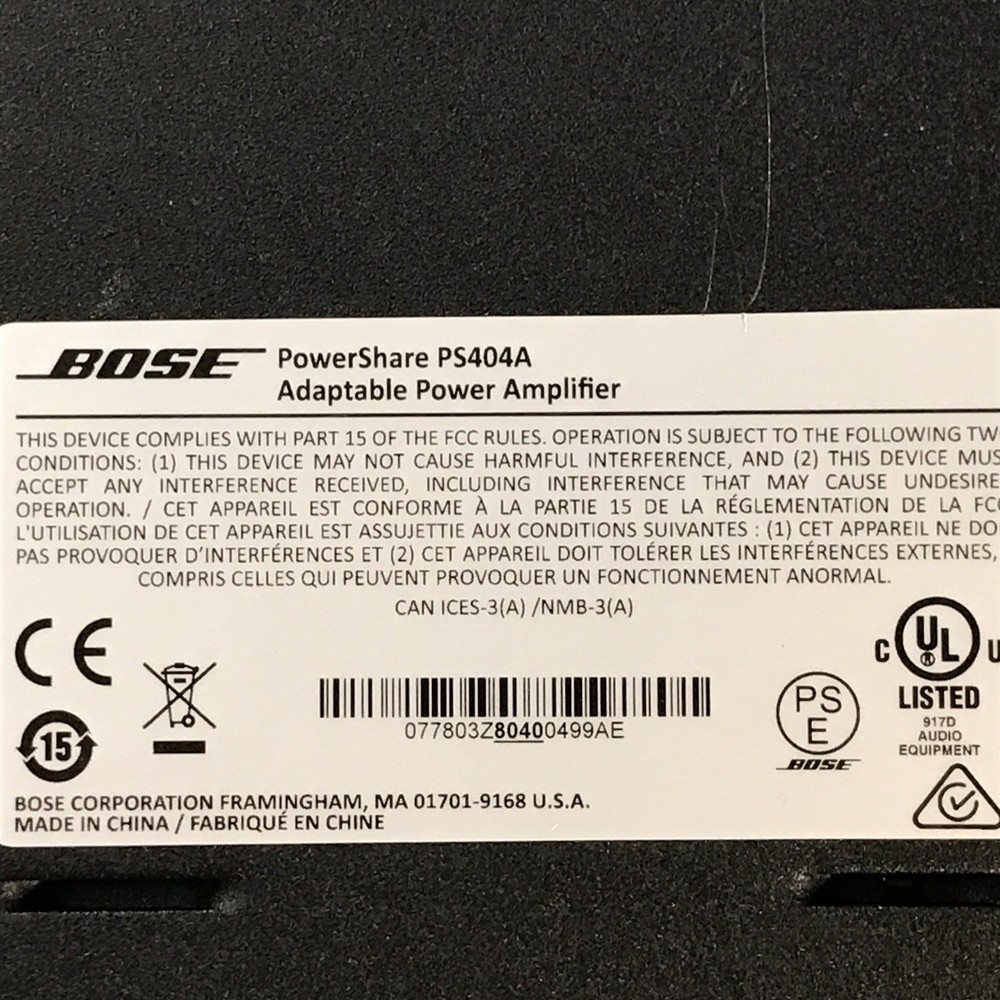 BOSE PowerShare PS404A
Adaptable Power Amplifier
THIS DEVICE COMPLIES WITH PART 15 OF THE FCC RULES. OPERATION IS SUBJECT TO THE FOLLOWING TW
CONDITIONS: (1) THIS DEVICE MAY NOT CAUSE HARMFUL INTERFERENCE, AND (2) THIS DEVICE MUS
ACCEPT ANY INTERFERENCE RECEIVED, INCLUDING INTERFERENCE THAT MAY CAUSE UNDESIRE
OPERATION. / CET APPAREIL EST CONFORME À LA PARTIE 15 DE LA RÉGLEMENTATION DE LA FC
L'UTILISATION DE CET APPAREIL EST ASSUJETTIE AUX CONDITIONS SUIVANTES : (1) CET APPAREIL NE DO
PAS PROVOQUER D'INTERFÉRENCES ET (2) CET APPAREIL DOIT TOLÉRER LES INTERFÉRENCES EXTERNES,
COMPRIS CELLES QUI PEUVENT PROVOQUER UN FONCTIONNEMENT ANORMAL.
CAN ICES-3(A) /NMB-3(A)
CE
15
077803Z80400499AE
PS
E
BOSE
C UL ® U
LISTED
917D
AUDIO
EQUIPMENT
BOSE CORPORATION FRAMINGHAM, MA 01701-9168 U.S.A.
MADE IN CHINA / FABRIQUÉ EN CHINE